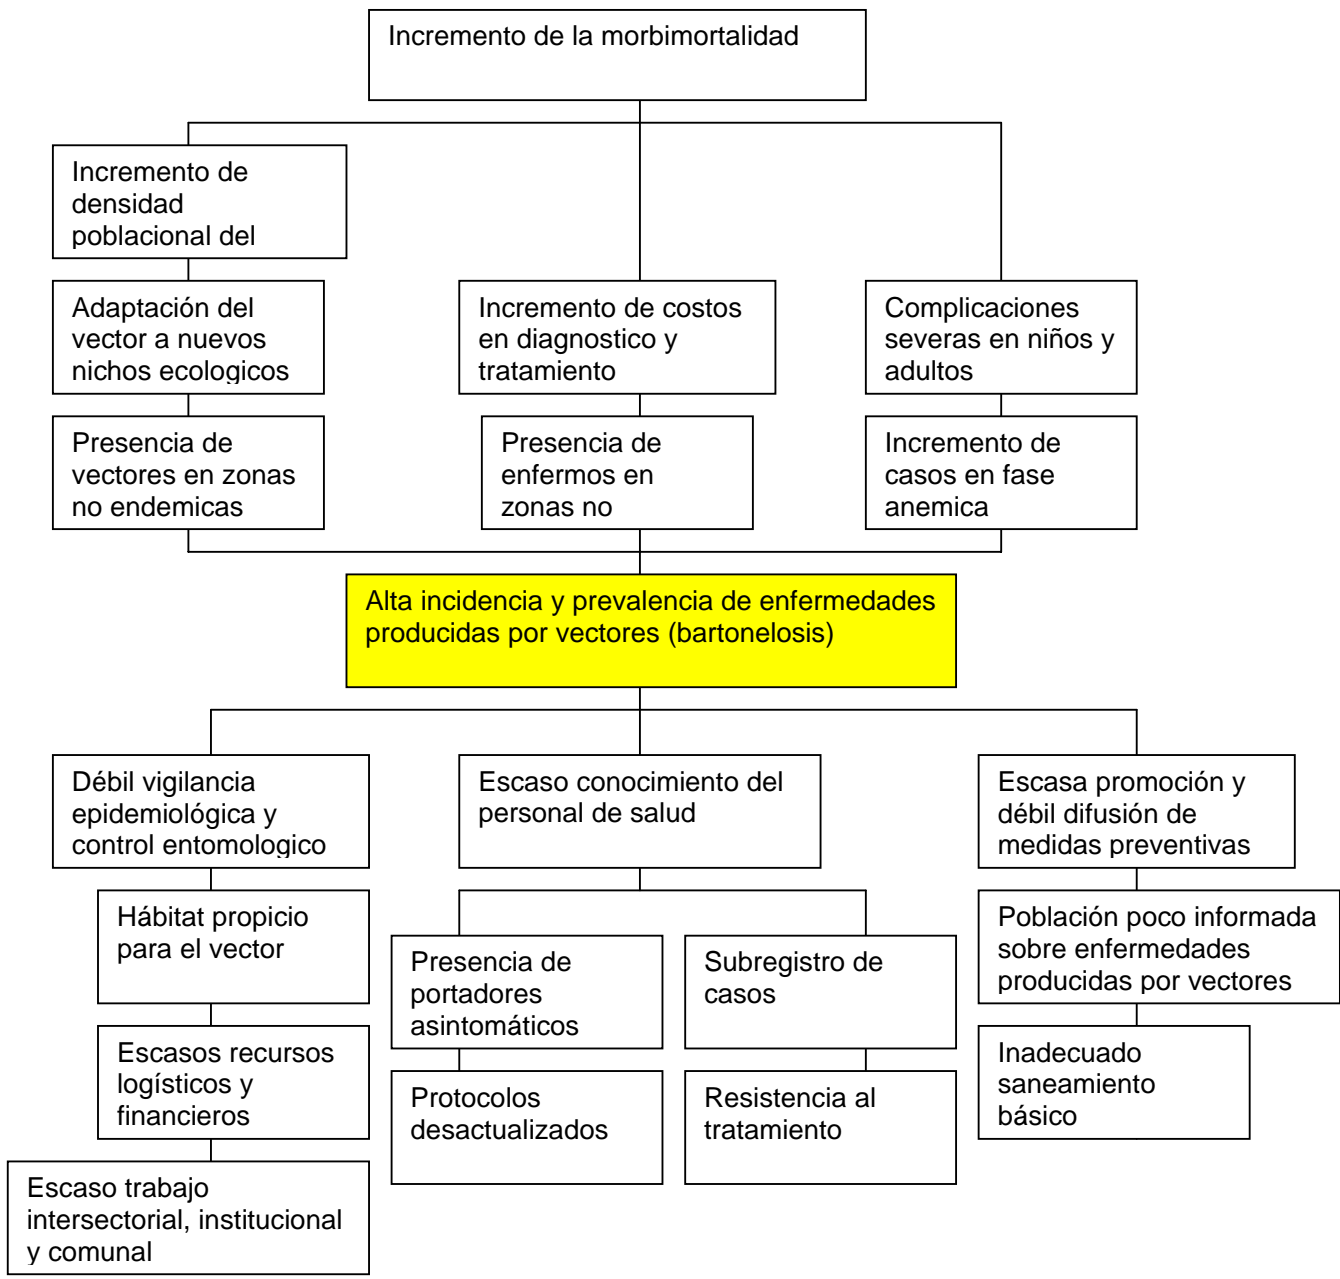 Incremento de la morbimortalidad
Incremento de
densidad
poblacional del
Adaptación del
vector a nuevos
nichos ecologicos
Incremento de costos
en diagnostico y
tratamiento
Complicaciones
severas en niños y
adultos
Presencia de
vectores en zonas
no endemicas
Presencia de
enfermos en
zonas no
Incremento de
casos en fase
anemica
Alta incidencia y prevalencia de enfermedades
producidas por vectores (bartonelosis)
Débil vigilancia
epidemiológica y
control entomologico
Escaso conocimiento del
personal de salud
Escasa promoción y
débil difusión de
medidas preventivas
Hábitat propicio
para el vector
Presencia de
portadores
asintomáticos
Subregistro de
casos
Población poco informada
sobre enfermedades
producidas por vectores
Escasos recursos
logísticos y
financieros
Protocolos
desactualizados
Resistencia al
tratamiento
Inadecuado
saneamiento
básico
Escaso trabajo
intersectorial, institucional
y comunal